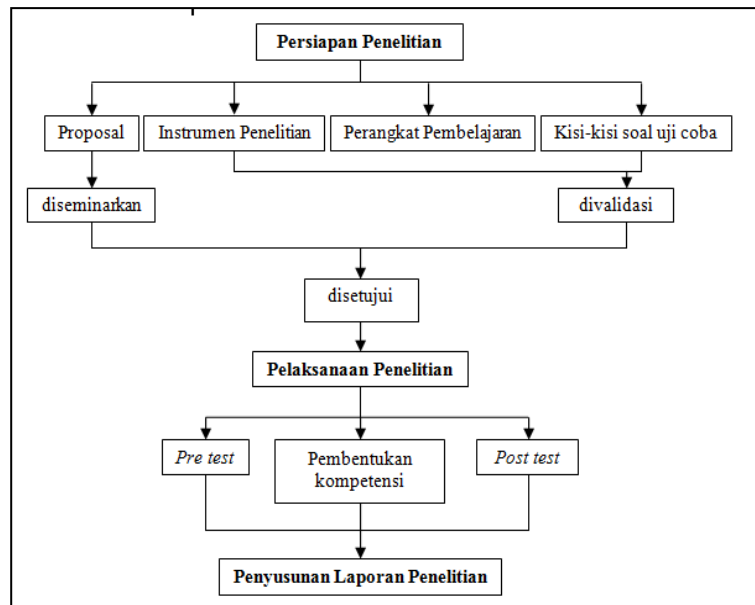 Persiapan Penelitian
Proposal
Instrumen Penelitian
Perangkat Pembelajaran
Kisi-kisi soal uji coba
diseminarkan
divalidasi
disetujui
Pelaksanaan Penelitian
Pre test
Pembentukan
kompetensi
Post test
Penyusunan Laporan Penelitian